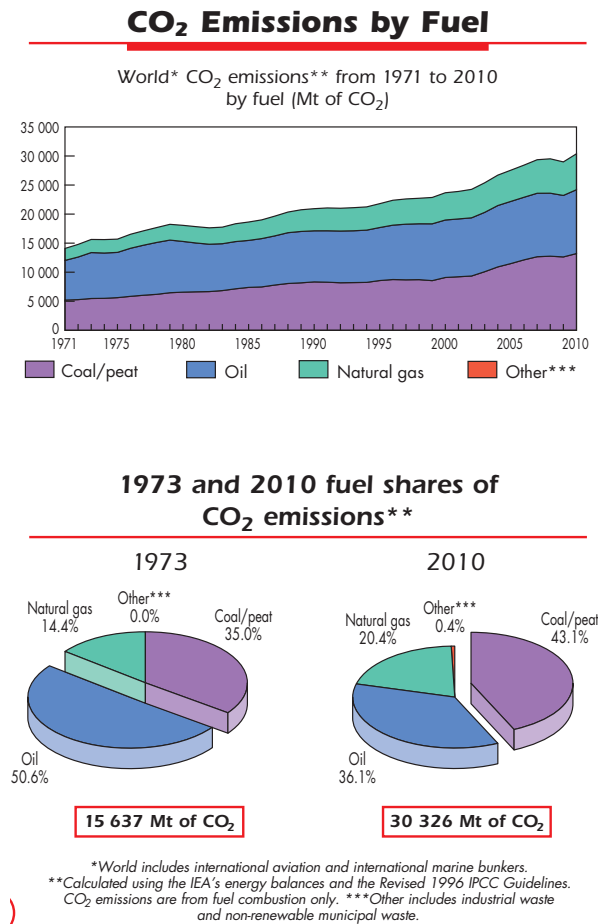 CO2 Emissions by Fuel
World* CO2 emissions** from 1971 to 2010
by fuel (Mt of CO2)
35 000
30 000
25 000
20 000
15 000
10 000
5 000
0
1971 1975 1980 1985 1990 1995 2000 2005 2010
Coal/peat Oil Natural gas Other***
1973 and 2010 fuel shares of
CO2 emissions**
1973 2010
Natural gas
14.4%
Other***
0.0%
Coal/peat
35.0%
Oil
50.6%
15 637 Mt of CO2
Natural gas
20.4%
Other***
0.4%
Coal/peat
43.1%
Oil
36.1%
30 326 Mt of CO2
*World includes international aviation and international marine bunkers.
**Calculated using the IEA's energy balances and the Revised 1996 IPCC Guidelines.
CO2 emissions are from fuel combustion only. ***Other includes industrial waste
and non-renewable municipal waste.